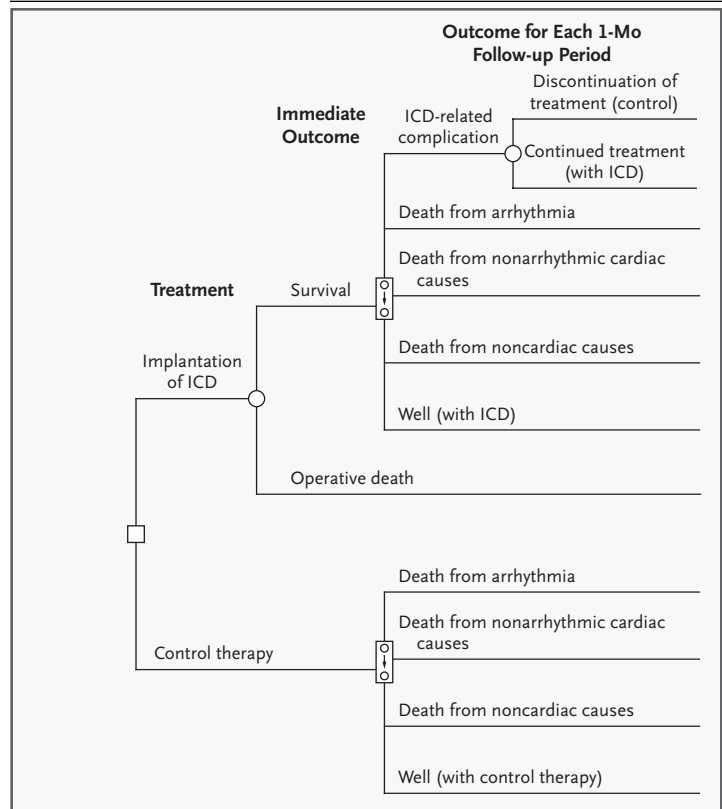 Outcome for Each 1-Mo
Follow-up Period
Immediate
Outcome
Treatment
Discontinuation of
treatment (control)
ICD-related
complication
Continued treatment
(with ICD)
Death from arrhythmia
Death from nonarrhythmic cardiac
causes
Survival
Death from noncardiac causes
Implantation
of ICD
Well (with ICD)
Operative death
Death from arrhythmia
Death from nonarrhythmic cardiac
causes
Control therapy
Death from noncardiac causes
Well (with control therapy)